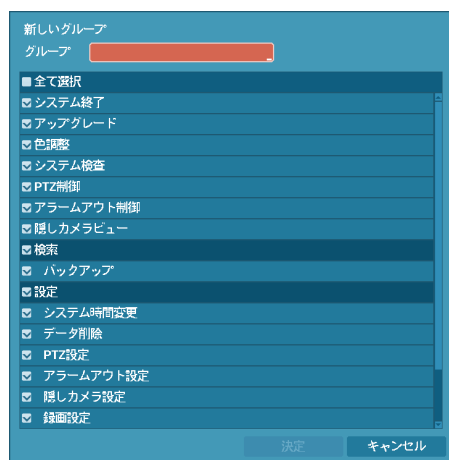 新しいグループ
グループ
全て選択
システム終了
アップグレード
色調整
システム検査
PTZ制御
アラームアウト制御
隠しカメラビュー
検索
バックアップ
設定
システム時間変更
データ削除
PTZ設定
アラームアウト設定
隠しカメラ設定
録画設定
決定 キャンセル